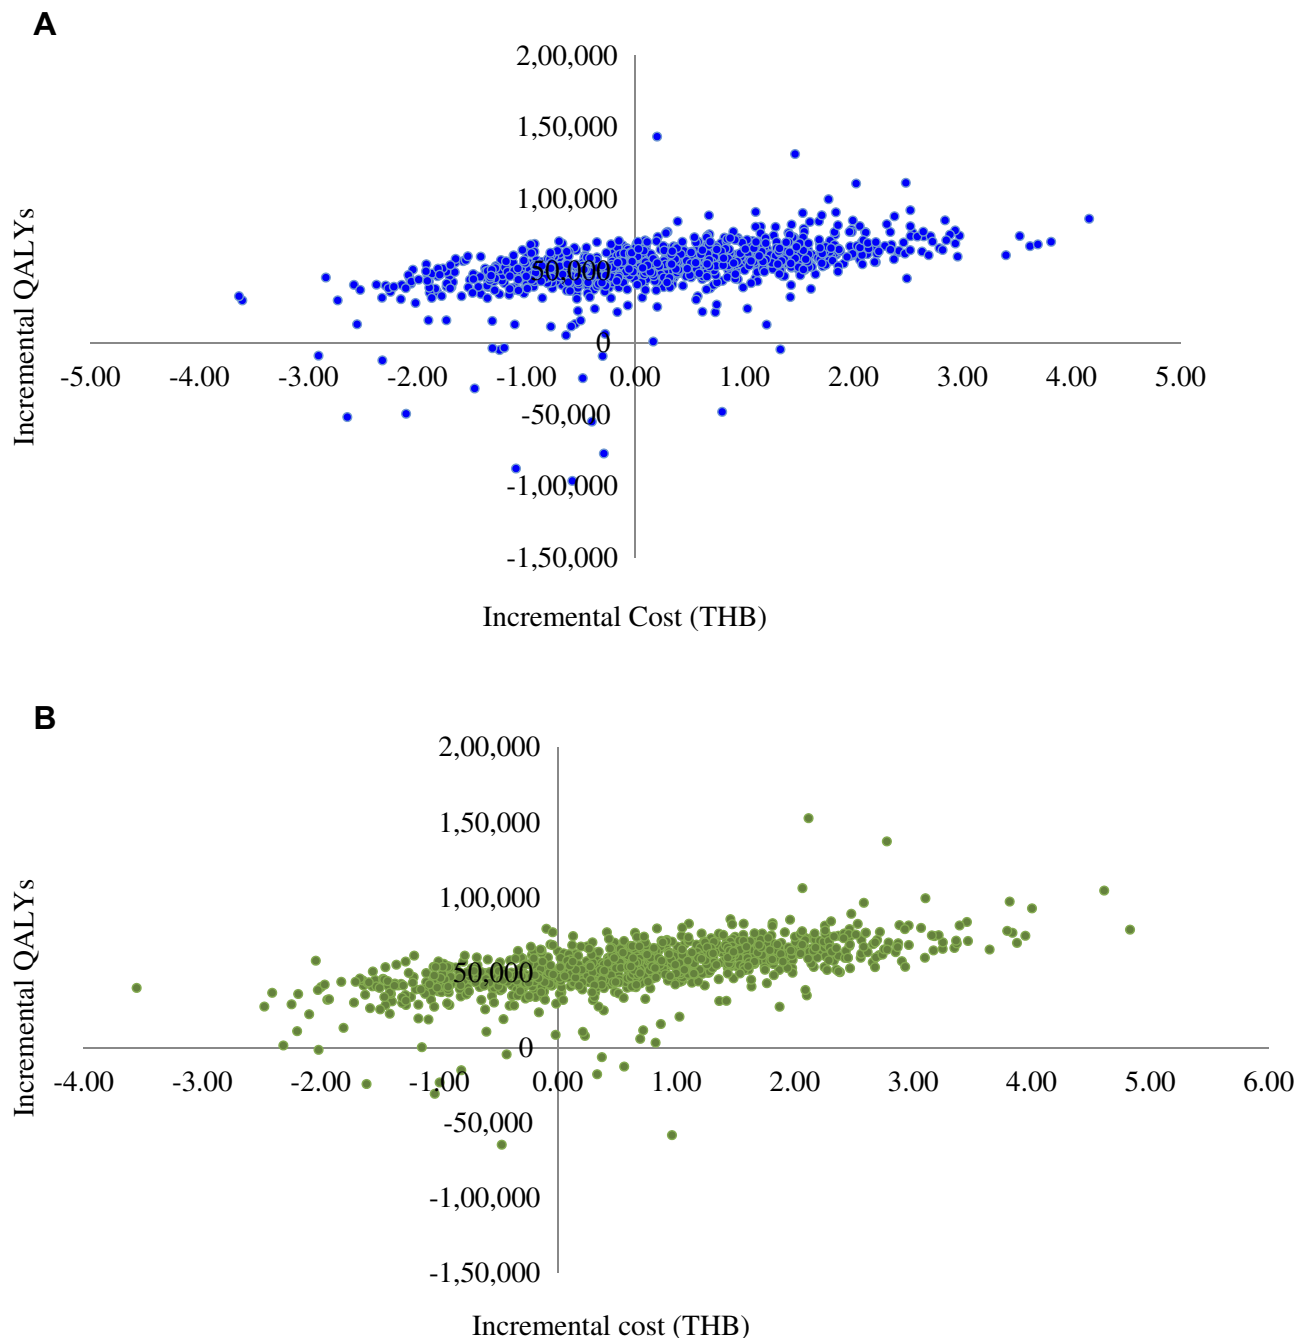 A
2,00,000
1,50,000
1,00,000
50,000
0
-5.00 -4.00 -3.00 -2.00 -1.00 0.00 1.00 2.00 3.00 4.00 5.00
-50,000
-1,00,000
-1,50,000
Incremental QALYs
Incremental Cost (THB)
B
2,00,000
1,50,000
1,00,000
50,000
0
-4.00 -3.00 -2.00 -1.00 0.00 1.00 2.00 3.00 4.00 5.00 6.00
-50,000
-1,00,000
-1,50,000
Incremental QALYs
Incremental cost (THB)